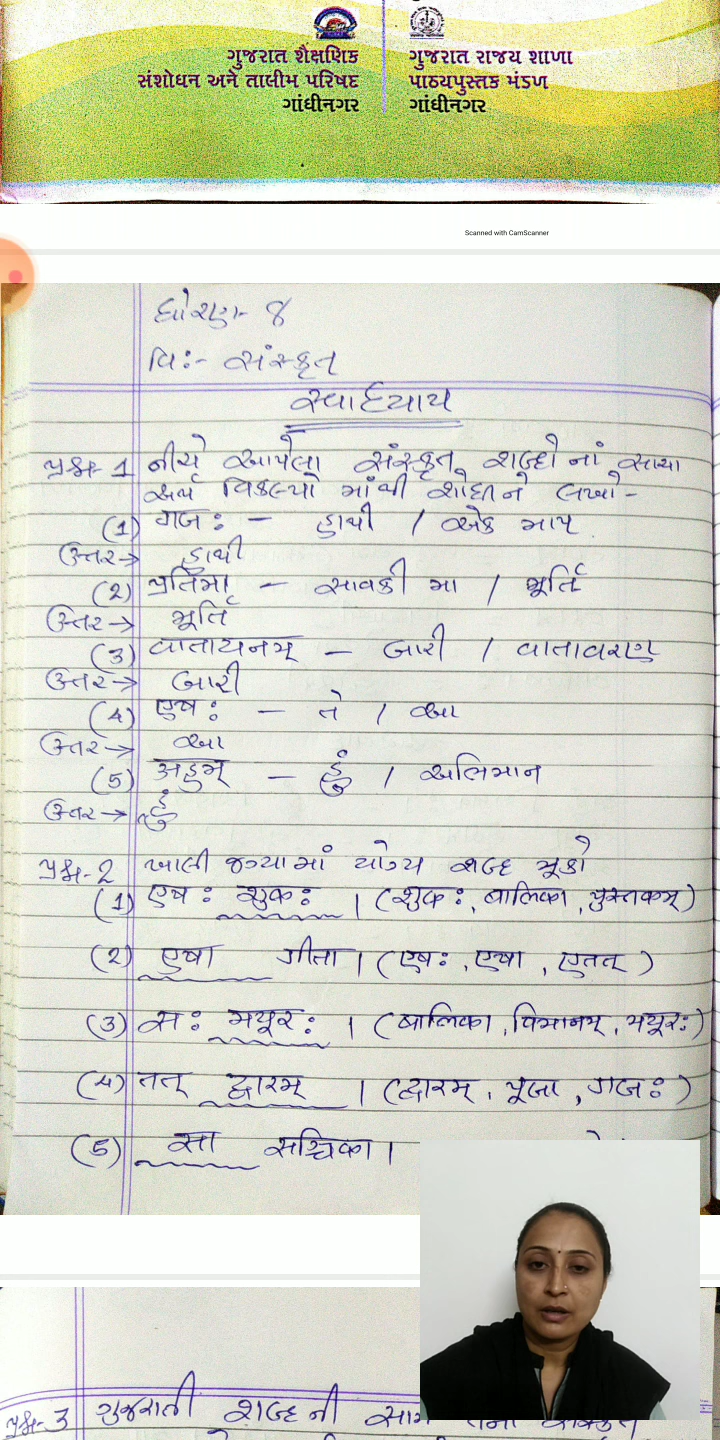 ગુજરાત શૈક્ષણિક
સંશોધન અને તાલીમ પરિષદ
ગાંધીનગર
ગુજરાત રાજ્ય શાળા
પાઠ્યપુસ્તક મંડળ
ગાંધીનગર
Scanned with CamScanner
ધોરણ- ૪
વિ:- સંસ્કૃત
સ્વાધ્યાય
પ્રશ્ન- 1 નીચે આપેલા સંસ્કૃત શબ્દોનાં સાચા
અર્થ વિકલ્પો માંથી શોધીને લખો -
(1) गजः - હાથી / એક માપ
ઉત્તર→ હાથી
(2) प्रतिमा - સાવકી મા / મૂર્તિ
ઉત્તર→ મૂર્તિ
(3) वातायनम् - બારી / વાતાવરણ
ઉત્તર→ બારી
(4) एषः - તે / આ
ઉત્તર→ આ
(5) अहम् - હું / અભિમાન
ઉત્તર→ હું
પ્રશ્ન-2 ખાલી જગ્યામાં યોગ્ય શબ્દ મૂકો
(1) एषः शुकः । (शुकः, बालिका, पुस्तकम्)
(2) एषा गीता । (एषः, एषा, एतत्)
(3) सः मयूरः । (बालिका, विमानम्, मयूरः)
(4) तत् द्वारम् । (द्वारम्, पूजा, गजः)
(5) सा
પ્રશ્ન-3 ગુજરાતી શબ્દની સામે